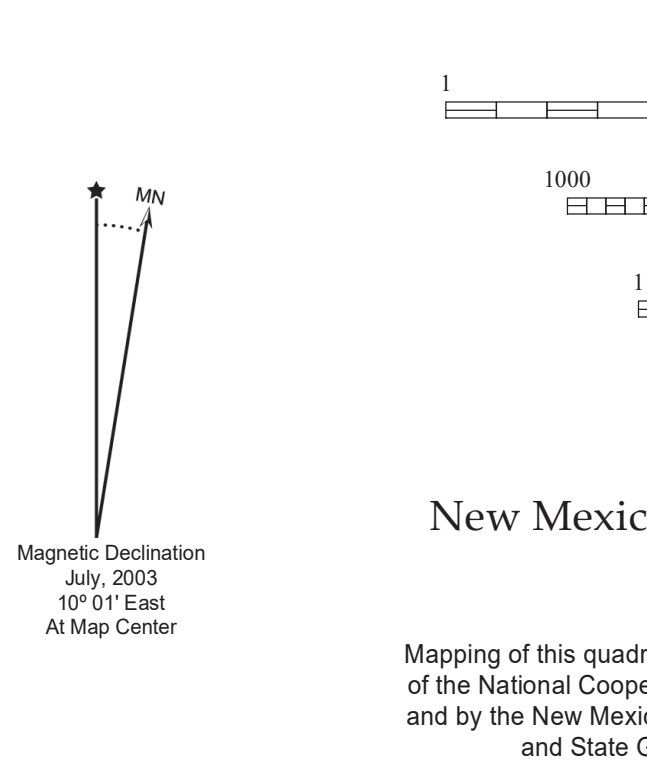 1
1000
1
MN
Magnetic Declination
July, 2003
10º 01' East
At Map Center
New Mexic
Mapping of this quadr
of the National Coope
and by the New Mexic
and State G